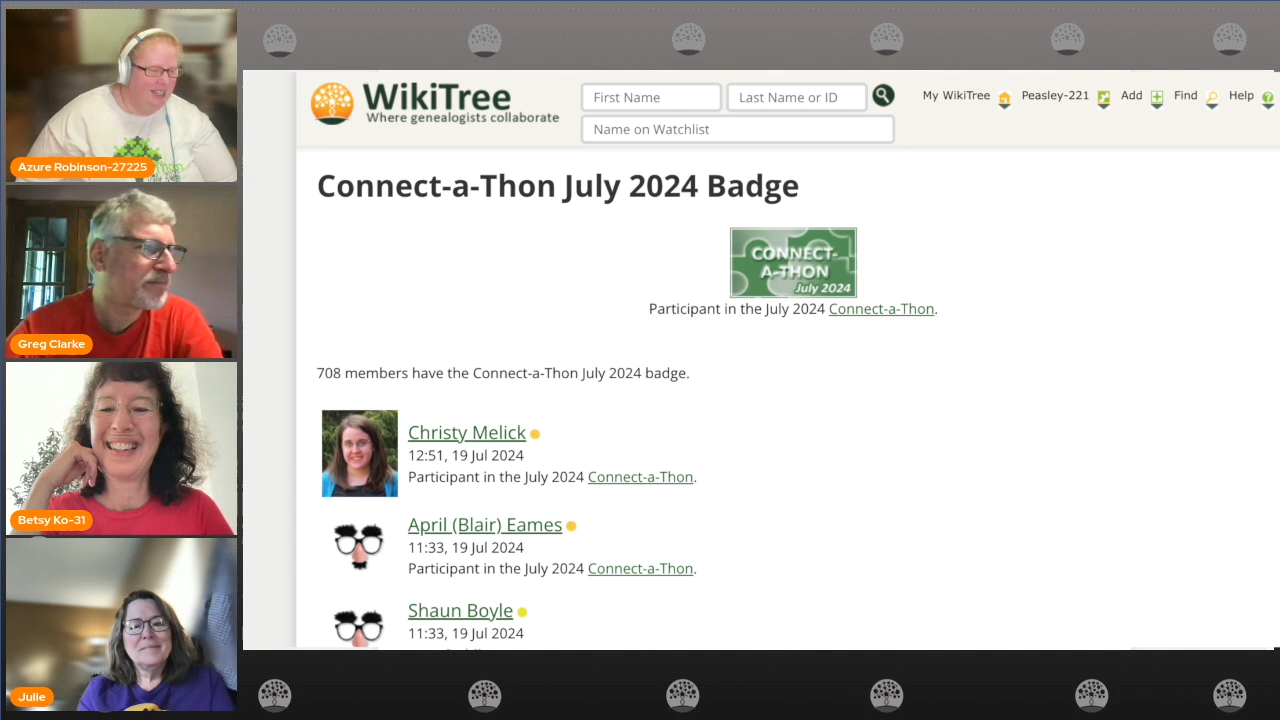 Azure Robinson-27225
Greg Clarke
Betsy Ko-31
Julie
WikiTree
Where genealogists collaborate
First Name
Last Name or ID
Name on Watchlist
My WikiTree
Peasley-221
Add
Find
Help
Connect-a-Thon July 2024 Badge
CONNECT-
A-THON
July 2024
Participant in the July 2024 Connect-a-Thon.
708 members have the Connect-a-Thon July 2024 badge.
Christy Melick
12:51, 19 Jul 2024
Participant in the July 2024 Connect-a-Thon.
April (Blair) Eames
11:33, 19 Jul 2024
Participant in the July 2024 Connect-a-Thon.
Shaun Boyle
11:33, 19 Jul 2024